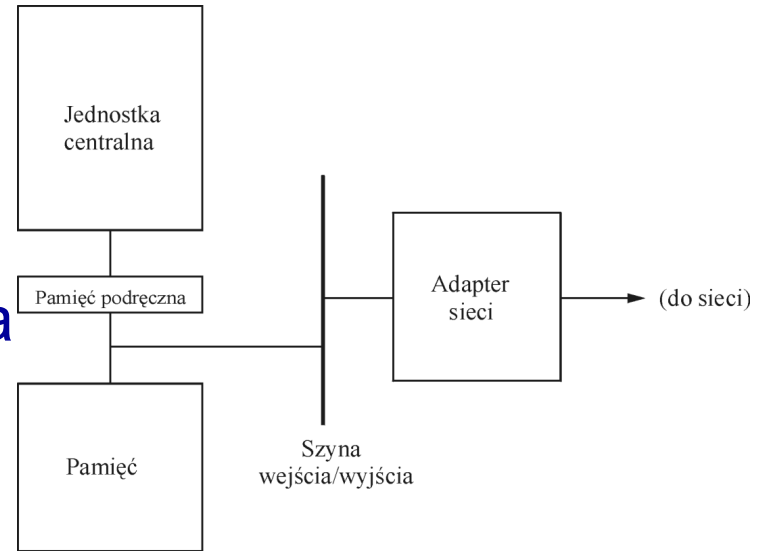 Jednostka
centralna
Pamięć podręczna
a
Pamięć
Szyna
wejścia/wyjścia
Adapter
sieci
(do sieci)